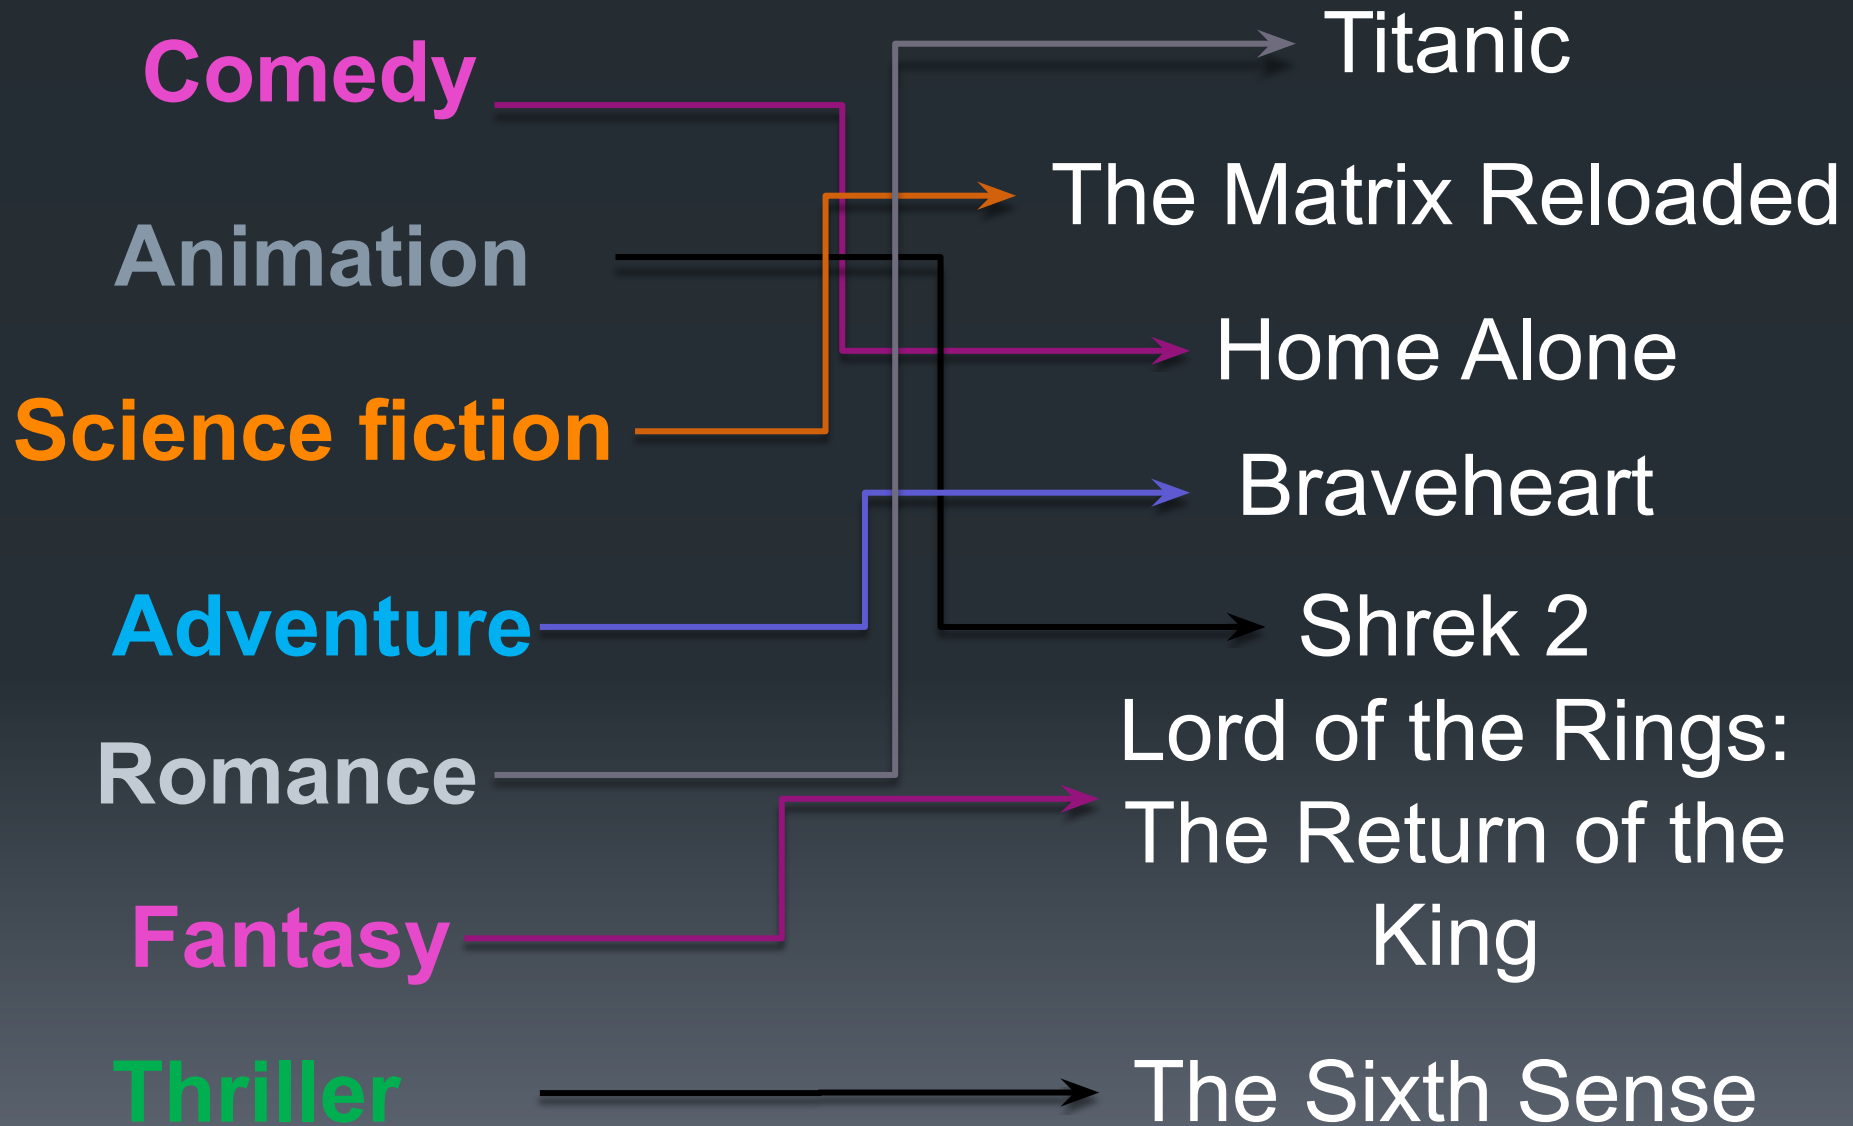 Comedy
Animation
Science fiction
Adventure
Romance
Fantasy
Thriller
Titanic
The Matrix Reloaded
Home Alone
Braveheart
Shrek 2
Lord of the Rings:
The Return of the
King
The Sixth Sense